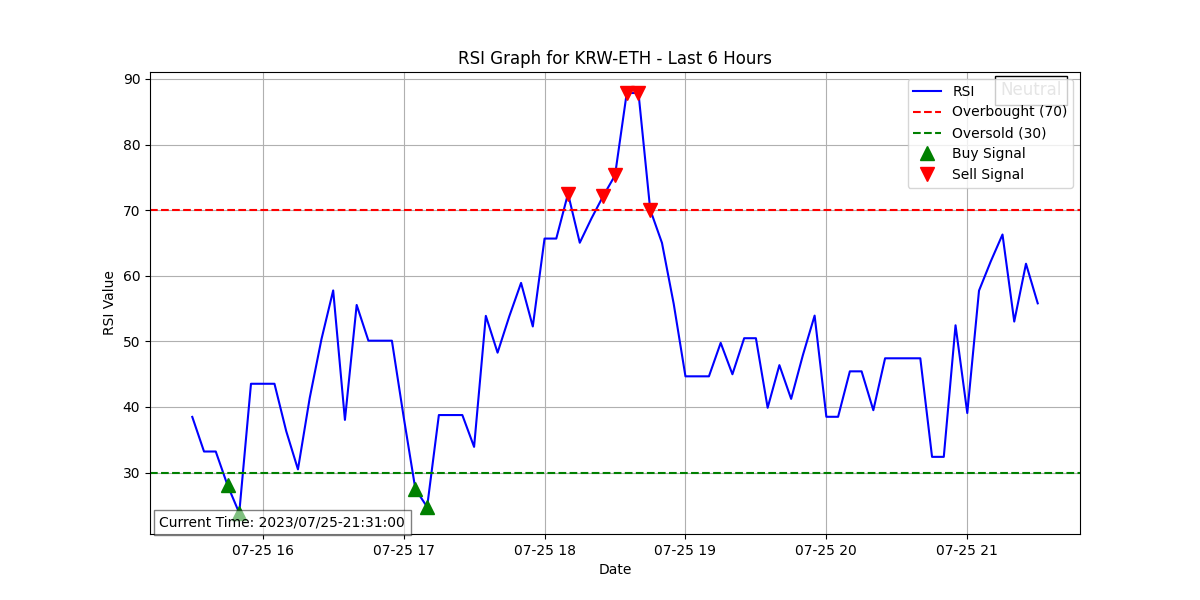 RSI Graph for KRW-ETH - Last 6 Hours
Neutral
RSI
Overbought (70)
Oversold (30)
Buy Signal
Sell Signal
RSI Value
90
80
70
60
50
40
30
Current Time: 2023/07/25-21:31:00
07-25 16
07-25 17
07-25 18
07-25 19
07-25 20
07-25 21
Date